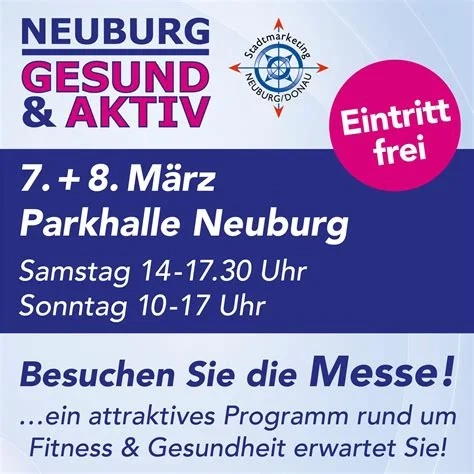 NEUBURG
GESUND
& AKTIV
Stadtmarketing
NEUBURG/DONAU
Eintritt
frei
7. + 8. März
Parkhalle Neuburg
Samstag 14-17.30 Uhr
Sonntag 10-17 Uhr
Besuchen Sie die Messe!
...ein attraktives Programm rund um
Fitness & Gesundheit erwartet Sie!